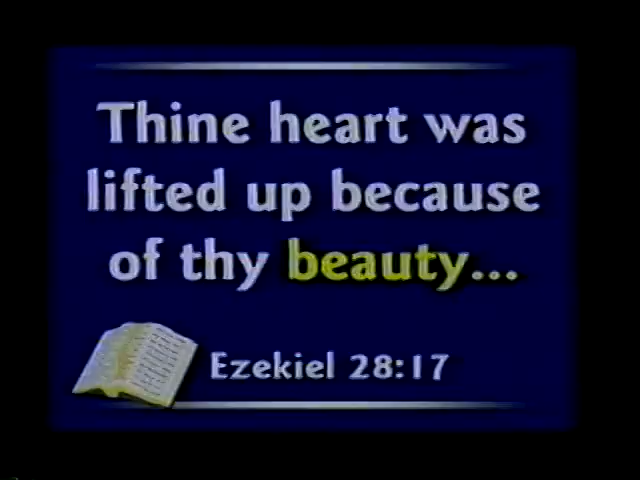 Thine heart was
lifted up because
of thy beauty...
Ezekiel 28:17